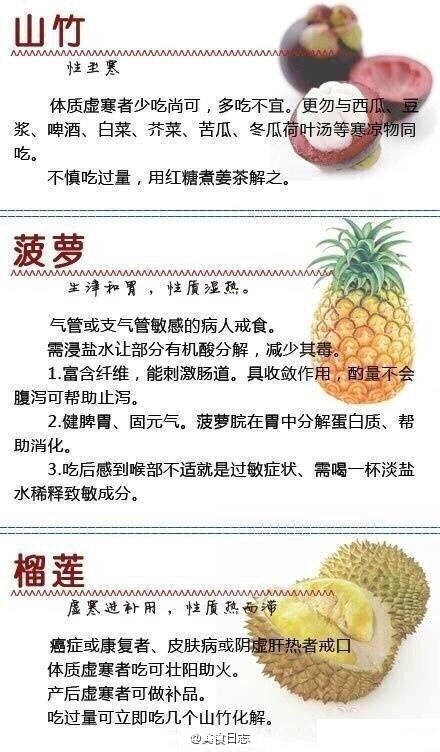 山竹
性至寒
体质虚寒者少吃尚可，多吃不宜。更勿与西瓜、豆
浆、啤酒、白菜、芥菜、苦瓜、冬瓜荷叶汤等寒凉物同
吃。
不慎吃过量，用红糖煮姜茶解之。
菠萝
生津和胃，性质湿热。
气管或支气管敏感的病人戒食。
需浸盐水让部分有机酸分解，减少其毒。
1.富含纤维，能刺激肠道。具收敛作用，酌量不会
腹泻可帮助止泻。
2.健脾胃、固元气。菠萝脘在胃中分解蛋白质、帮
助消化。
3.吃后感到喉部不适就是过敏症状、需喝一杯淡盐
水稀释致敏成分。
榴莲
虚寒进补用，性质热而滞
癌症或康复者、皮肤病或阴虚肝热者戒口
体质虚寒者吃可壮阳助火。
产后虚寒者可做补品。
吃过量可立即吃几个山竹化解。
@美食日志